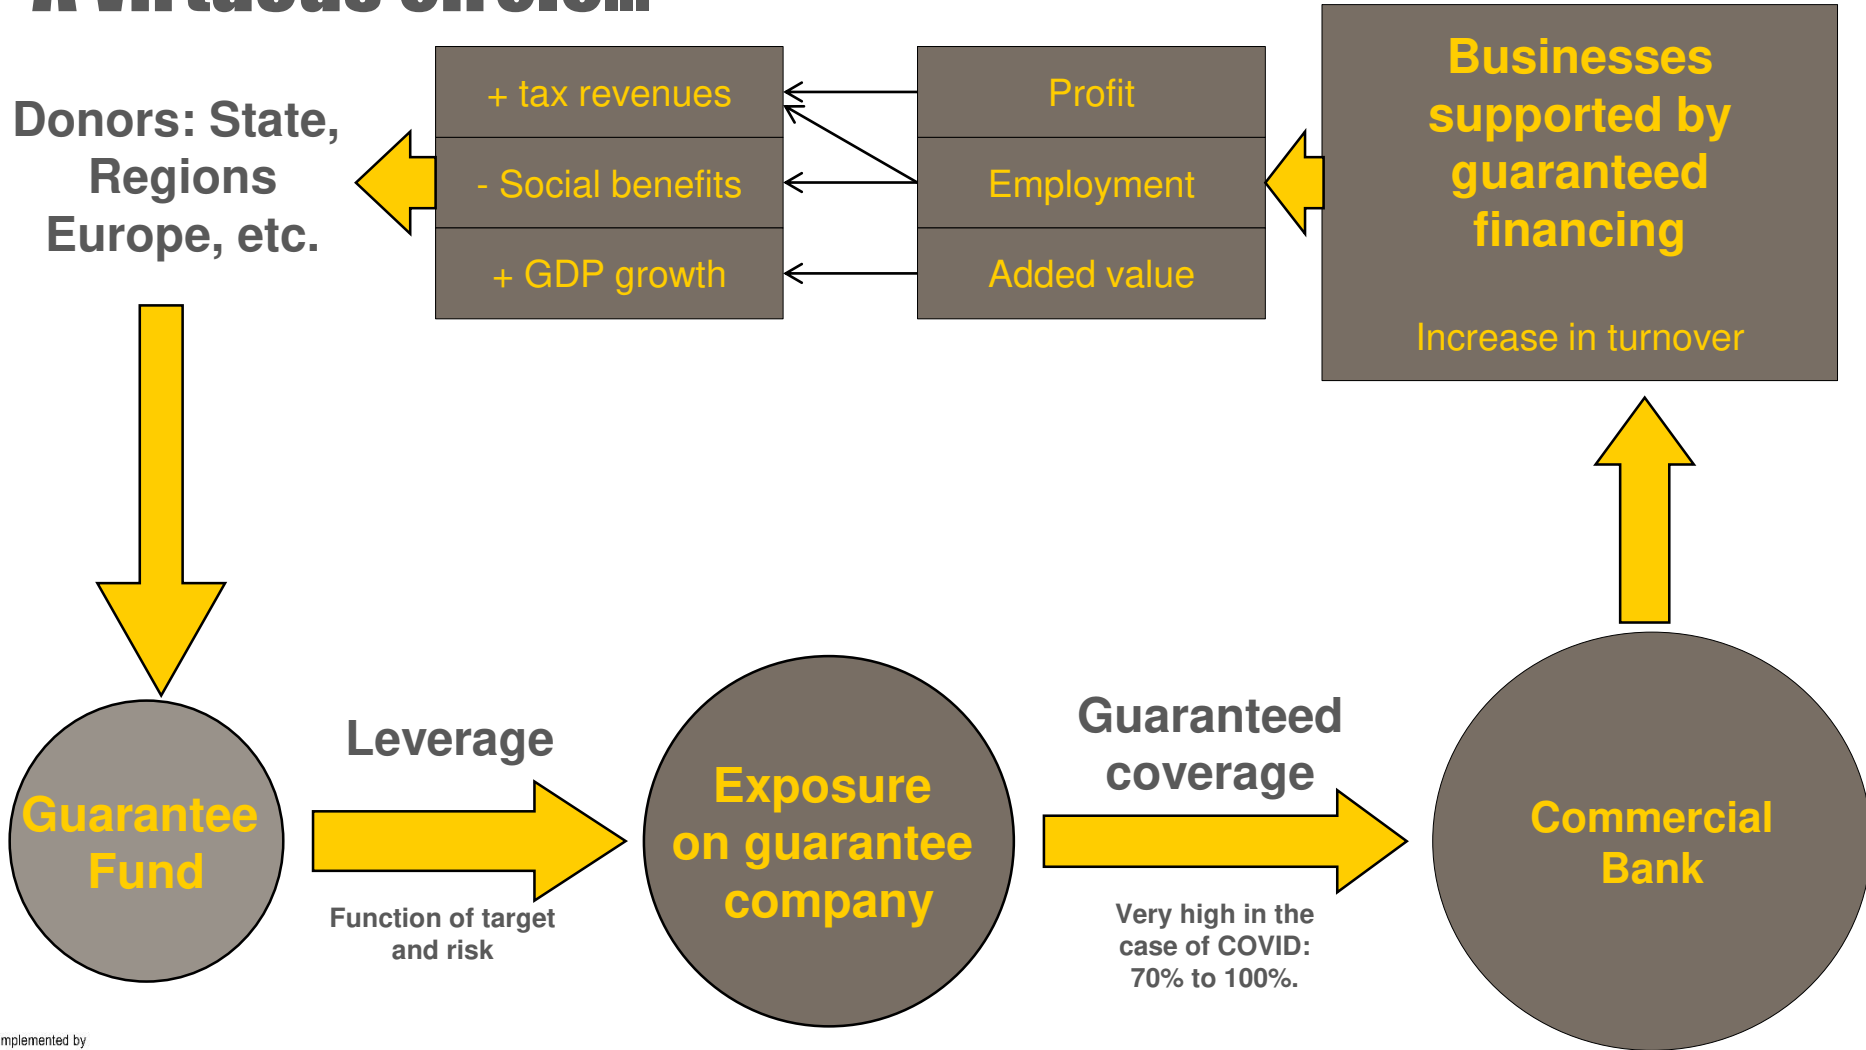 A virtuous circle...
Donors: State,
Regions
Europe, etc.
+ tax revenues
- Social benefits
+ GDP growth
Profit
Employment
Added value
Businesses
supported by
guaranteed
financing
Increase in turnover
Guarantee
Fund
Leverage
Function of target
and risk
Exposure
on guarantee
company
Guaranteed
coverage
Very high in the
case of COVID:
70% to 100%.
Commercial
Bank
mplemented by